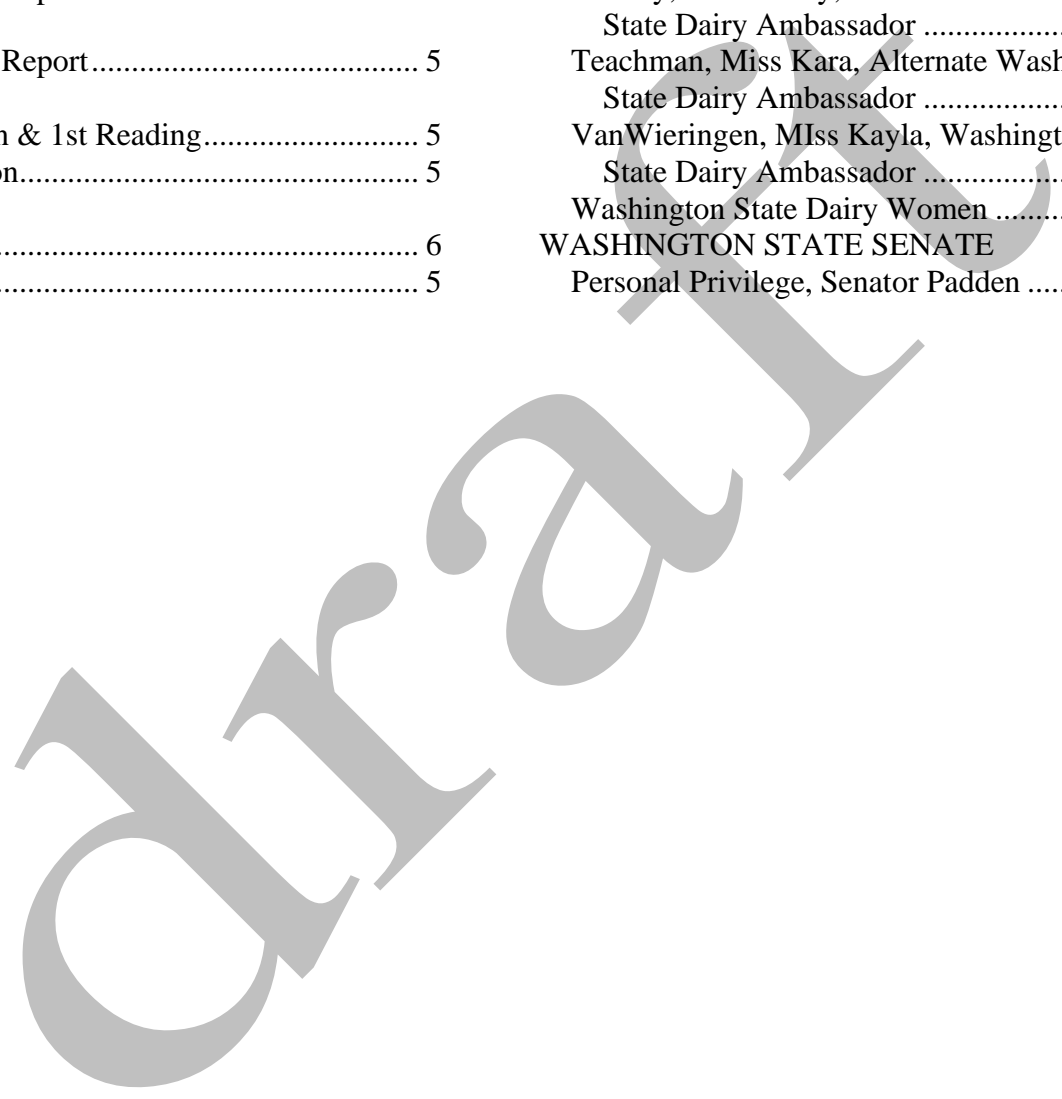 Report................................... 5
& 1st Reading........................ 5
5
6
5
State Dairy Ambassador ..................
Teachman, Miss Kara, Alternate Wash
State Dairy Ambassador ..................
VanWieringen, MIss Kayla, Washingt
State Dairy Ambassador ..................
Washington State Dairy Women ........
WASHINGTON STATE SENATE
Personal Privilege, Senator Padden .....
draft